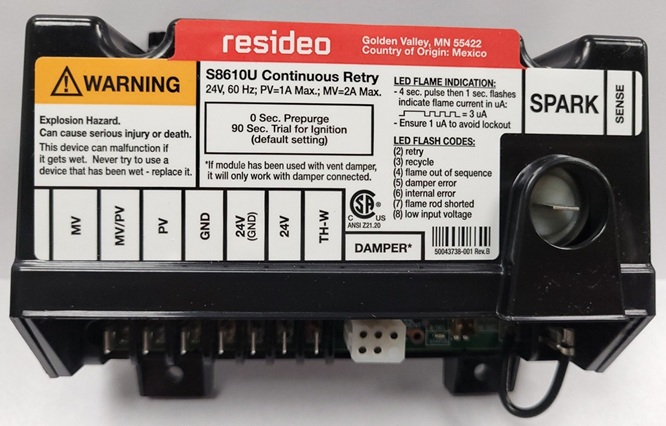 resideo
Golden Valley, MN 55422
Country of Origin: Mexico
WARNING
Explosion Hazard.
Can cause serious injury or death.
This device can malfunction if
it gets wet. Never try to use a
device that has been wet - replace it.
S8610U Continuous Retry
24V, 60 Hz; PV=1A Max.; MV=2A Max.
0 Sec. Prepurge
90 Sec. Trial for Ignition
(default setting)
*If module has been used with vent damper,
it will only work with damper connected.
LED FLAME INDICATION:
- 4 sec. pulse then 1 sec. flashes
indicate flame current in uA:
= 3 uA
- Ensure 1 uA to avoid lockout
LED FLASH CODES:
(2) retry
(3) recycle
(4) flame out of sequence
(5) damper error
(6) internal error
(7) flame rod shorted
(8) low input voltage
SPARK
SENSE
MV
MV/PV
PV
GND
24V
(GND)
24V
TH-W
SA
®
C US
ANSI Z21.20
DAMPER*
50043738-001 Rev.B